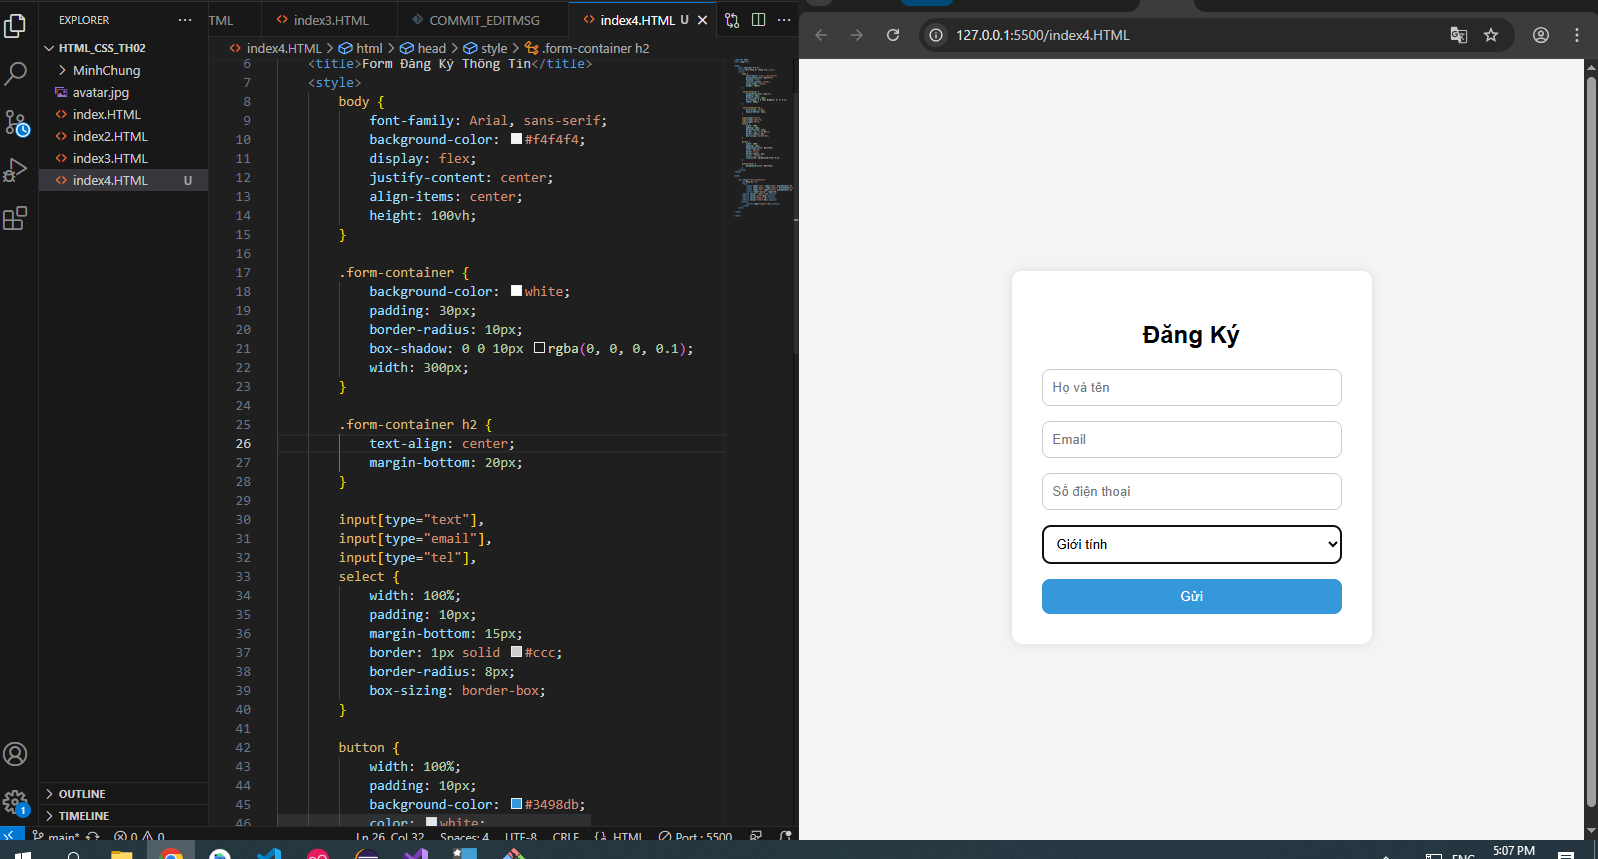 EXPLORER
HTML_CSS_TH02
MinhChung
avatar.jpg
index.HTML
index2.HTML
index3.HTML
index4.HTML U
OUTLINE
TIMELINE
TML
index3.HTML
COMMIT_EDITMSG
index4.HTML U
index4.HTML > html > head > style > .form-container h2
6 <title>Form Đăng Ký Thông Tin</title>
7 <style>
8 body {
9 font-family: Arial, sans-serif;
10 background-color: #f4f4f4;
11 display: flex;
12 justify-content: center;
13 align-items: center;
14 height: 100vh;
15 }
16
17 .form-container {
18 background-color: white;
19 padding: 30px;
20 border-radius: 10px;
21 box-shadow: 0 0 10px rgba(0, 0, 0, 0.1);
22 width: 300px;
23 }
24
25 .form-container h2 {
26 text-align: center;
27 margin-bottom: 20px;
28 }
29
30 input[type="text"],
31 input[type="email"],
32 input[type="tel"],
33 select {
34 width: 100%;
35 padding: 10px;
36 margin-bottom: 15px;
37 border: 1px solid #ccc;
38 border-radius: 8px;
39 box-sizing: border-box;
40 }
41
42 button {
43 width: 100%;
44 padding: 10px;
45 background-color: #3498db;
46 color: white;
1
main* 0 0 Ln 26, Col 32 Spaces: 4 UTF-8 CRLF {} HTML Port : 5500
127.0.0.1:5500/index4.HTML
Đăng Ký
Họ và tên
Email
Số điện thoại
Giới tính
Gửi
ENG
5:07 PM